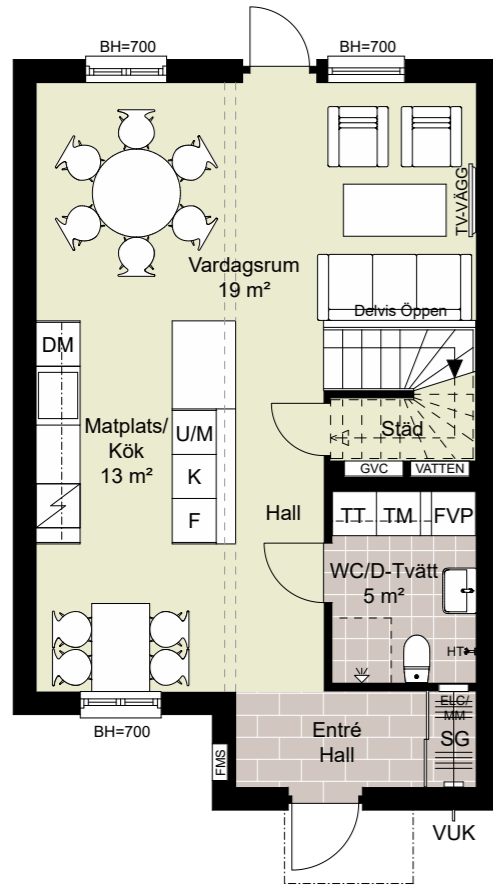 BH=700
BH=700
TV-VÄGG
Vardagsrum
19 m²
Delvis Öppen
DM
Matplats/
Kök
13 m²
U/M
K
F
Städ
GVC
VATTEN
Hall
TT
TM
FVP
WC/D-Tvätt
5 m²
HT
BH=700
ELC/
MM
SG
Entré
Hall
FMS
VUK